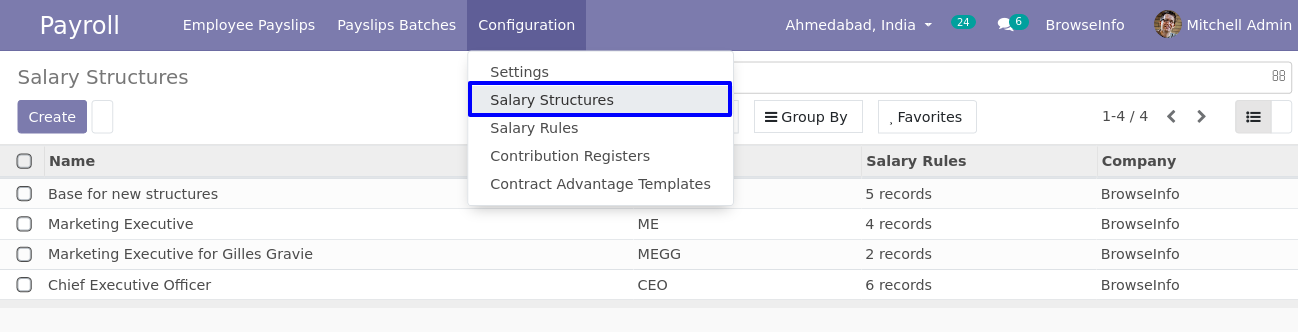 Payroll Employee Payslips Payslips Batches Configuration Ahmedabad, India 24 6 BrowseInfo Mitchell Admin
Salary Structures
Settings
Salary Structures
Salary Rules
Contribution Registers
Contract Advantage Templates
Create Group By Favorites 1-4 / 4
Name Salary Rules Company
Base for new structures 5 records BrowseInfo
Marketing Executive ME 4 records BrowseInfo
Marketing Executive for Gilles Gravie MEGG 2 records BrowseInfo
Chief Executive Officer CEO 6 records BrowseInfo